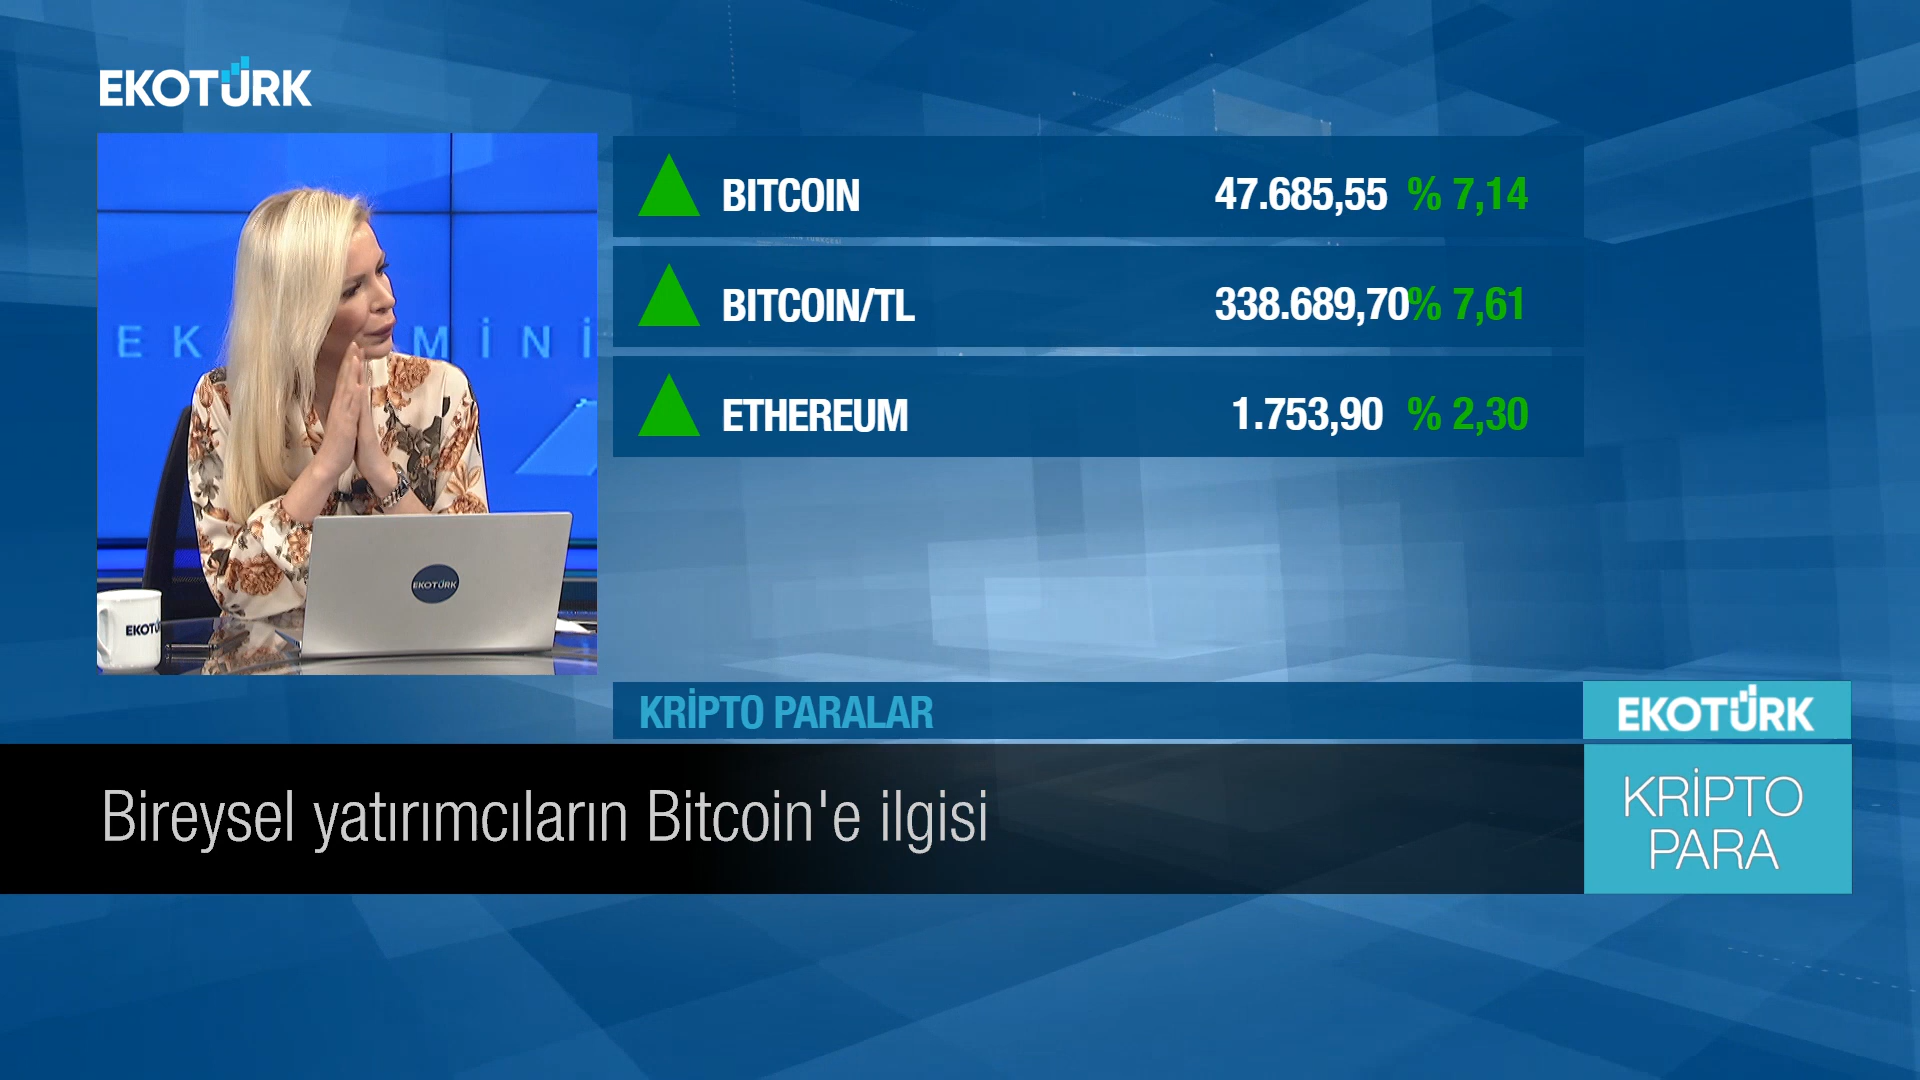 EKOTÜRK
BITCOIN 47.685,55 % 7,14
BITCOIN/TL 338.689,70 % 7,61
ETHEREUM 1.753,90 % 2,30
EKOTÜRK
KRİPTO PARALAR
EKOTÜRK
Bireysel yatırımcıların Bitcoin'e ilgisi
KRİPTO
PARA